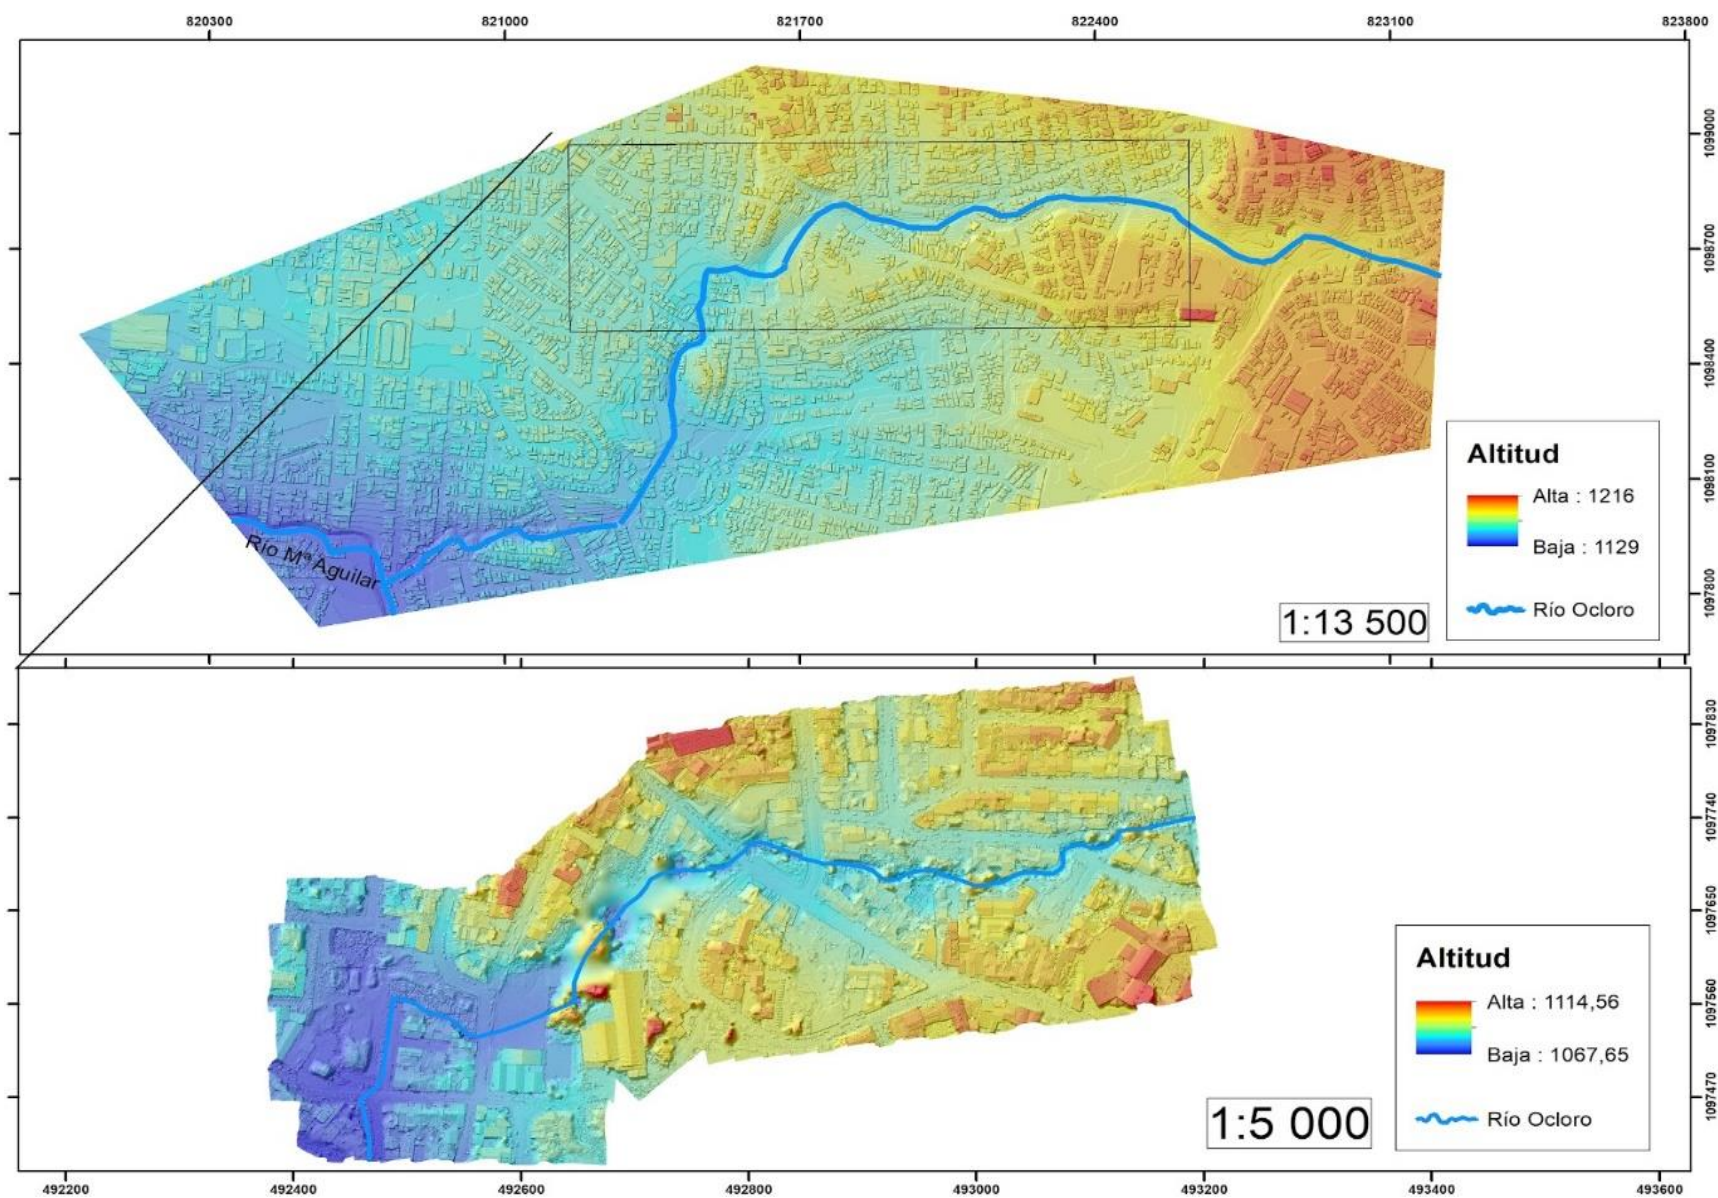 820300 821000 821700 822400 823100 823800
1099000
1098700
1098400
1098100
1097800
Río Mª Aguilar
Altitud
Alta : 1216
Baja : 1129
Río Ocloro
1:13 500
1097830
1097740
1097650
1097560
1097470
Altitud
Alta : 1114,56
Baja : 1067,65
Río Ocloro
1:5 000
492200 492400 492600 492800 493000 493200 493400 493600